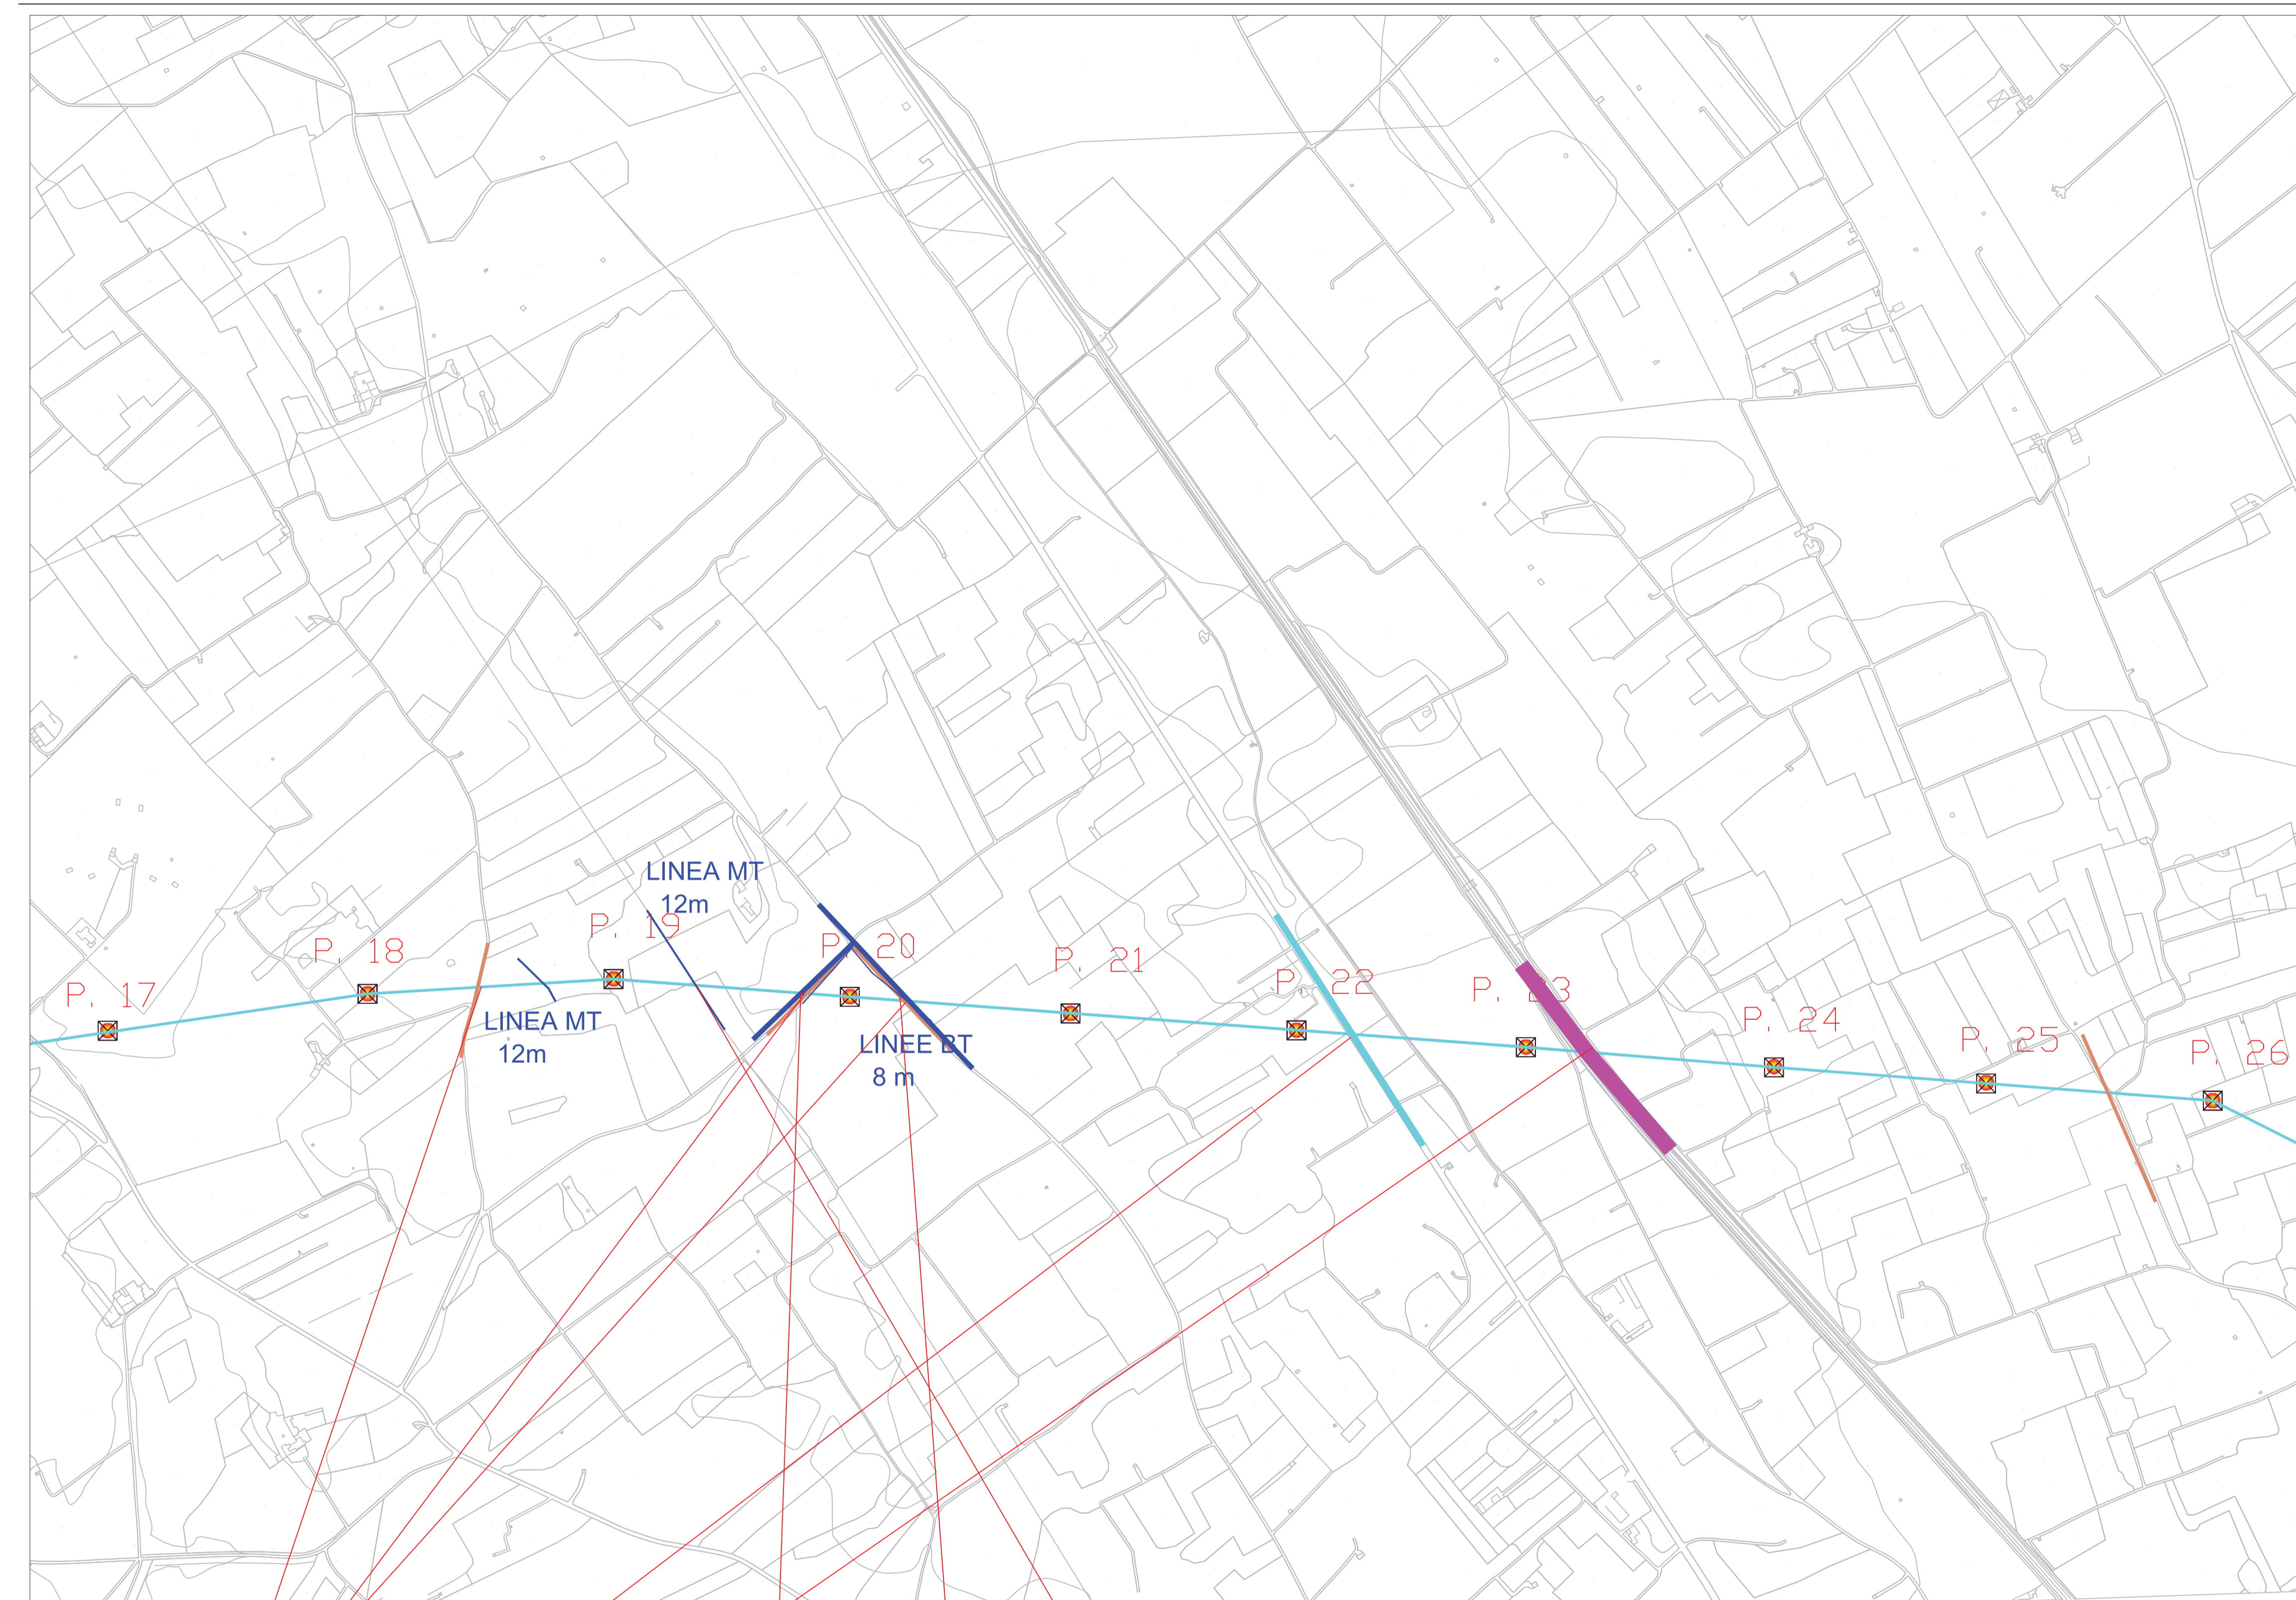 LINEA MT
12m
P. 19
P. 18
P. 20
P. 21
P. 17
P. 22
P. 23
LINEA MT
12m
LINEE BT
8 m
P. 24
P. 25
P. 26